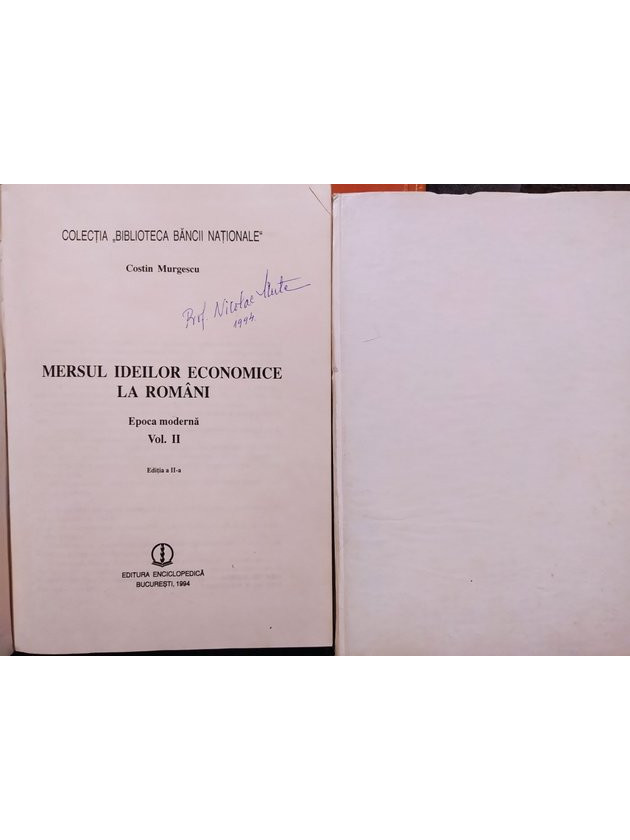 COLECȚIA „BIBLIOTECA BĂNCII NAȚIONALE“
Costin Murgescu
Prof. Nicolae
1994.
MERSUL IDEILOR ECONOMICE
LA ROMÂNI
Epoca modernă
Vol. II
Ediția a II-a
EDITURA ENCICLOPEDICĂ
BUCUREȘTI, 1994